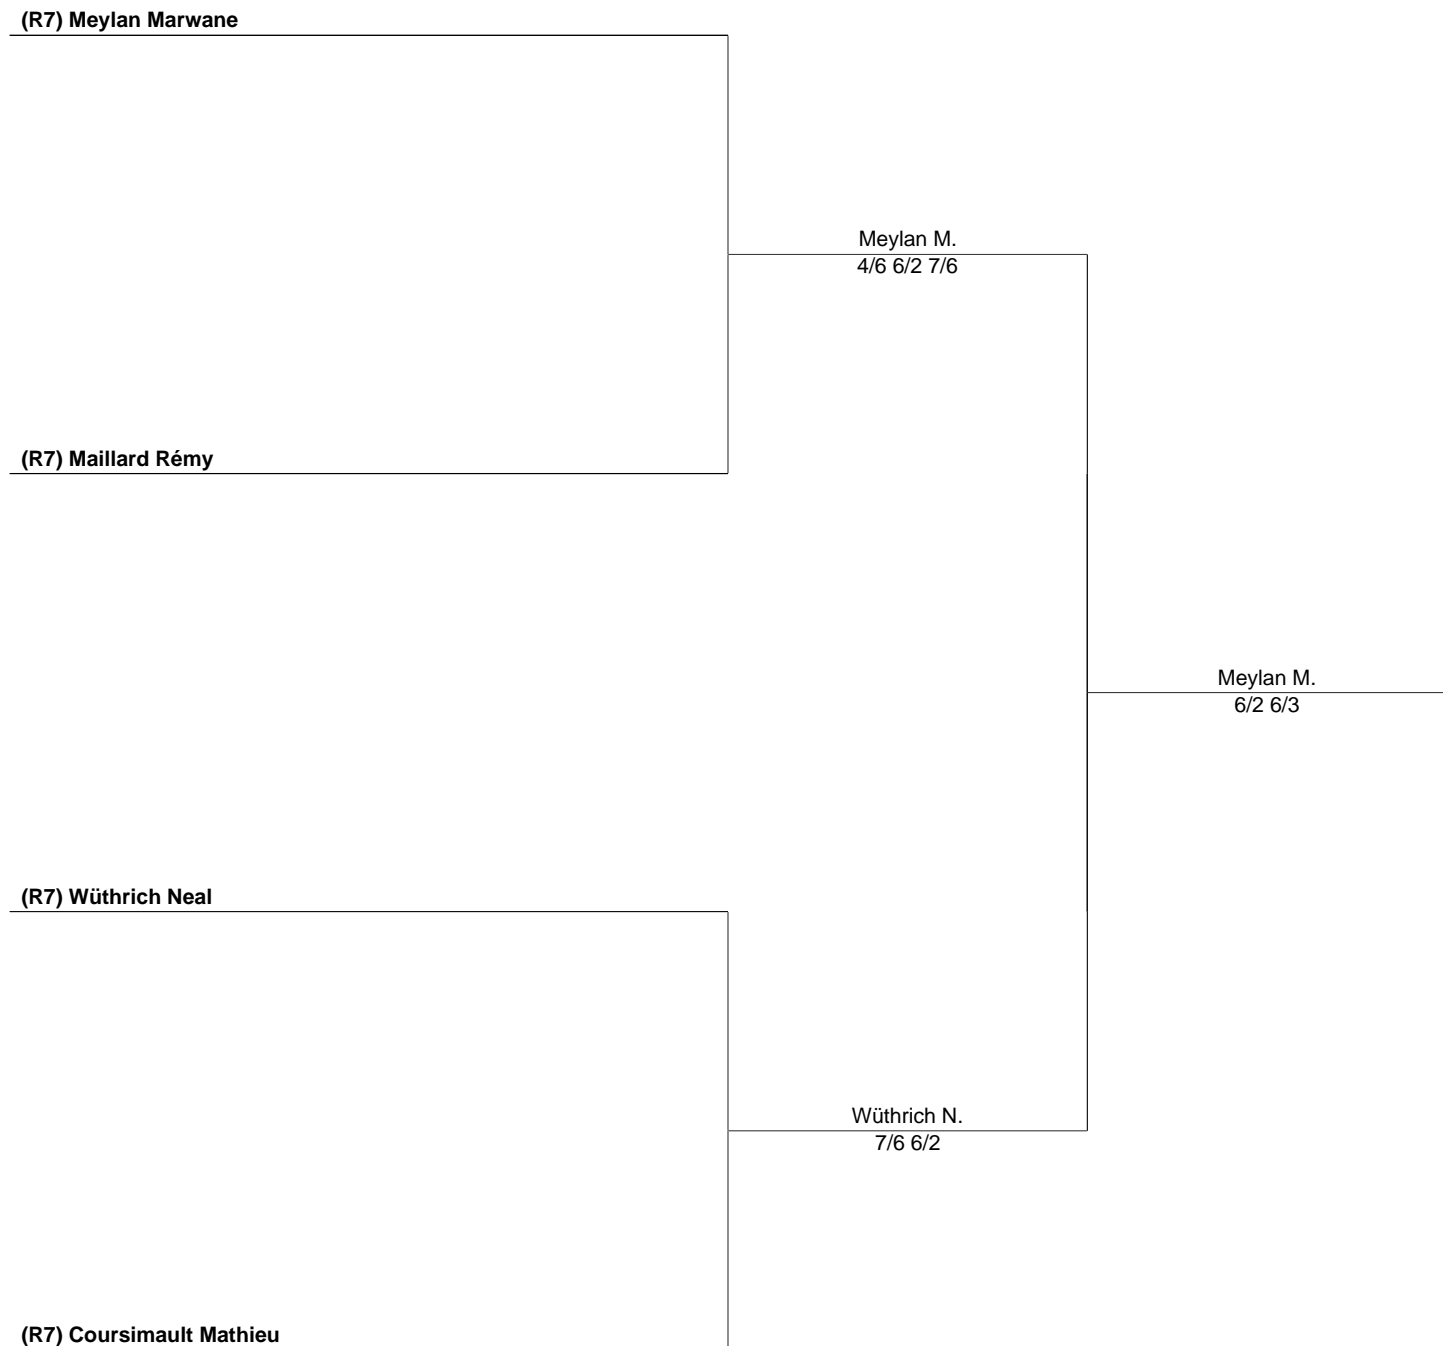 (R7) Meylan Marwane
Meylan M.
4/6 6/2 7/6
(R7) Maillard Rémy
Meylan M.
6/2 6/3
(R7) Wüthrich Neal
Wüthrich N.
7/6 6/2
(R7) Coursimault Mathieu